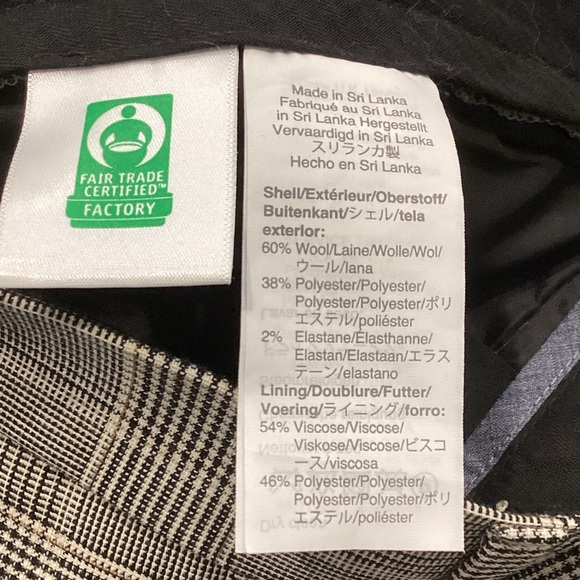 FAIR TRADE
CERTIFIED™
FACTORY
Made in Sri Lanka
Fabriqué au Sri Lanka
in Sri Lanka Hergestellt
Vervaardigd in Sri Lanka
スリランカ製
Hecho en Sri Lanka
Shell/Extérieur/Oberstoff/
Buitenkant/シェル/tela
exterior:
60% Wool/Laine/Wolle/Wol/
ウール/lana
38% Polyester/Polyester/
Polyester/Polyester/ポリ
エステル/poliéster
2% Elastane/Elasthanne/
Elastan/Elastaan/エラス
テーン/elastano
Lining/Doublure/Futter/
Voering/ライニング/forro:
54% Viscose/Viscose/
Viskose/Viscose/ビスコ
ース/viscosa
46% Polyester/Polyester/
Polyester/Polyester/ポリ
エステル/poliéster
Dry clean